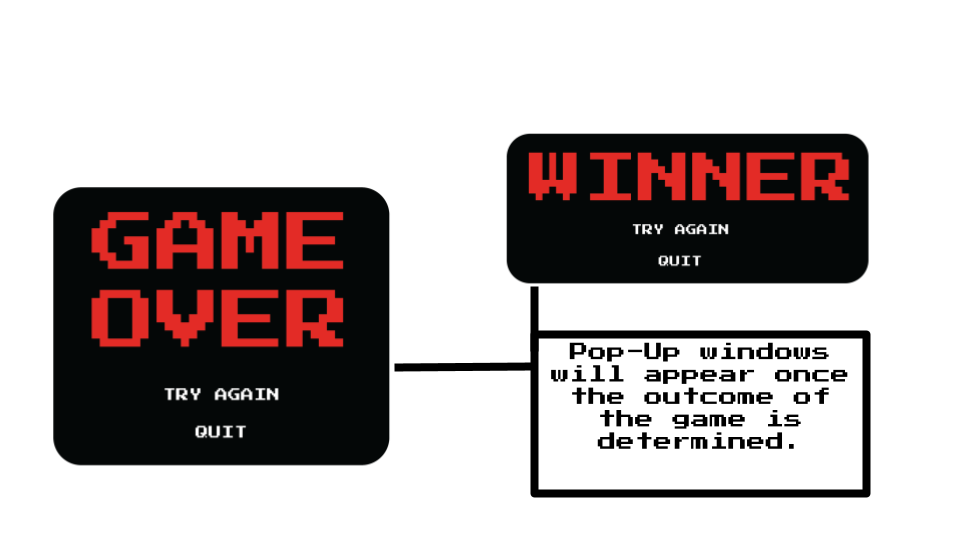 GAME
OVER
TRY AGAIN
QUIT
WINNER
TRY AGAIN
QUIT
Pop-Up windows
will appear once
the outcome of
the game is
determined.